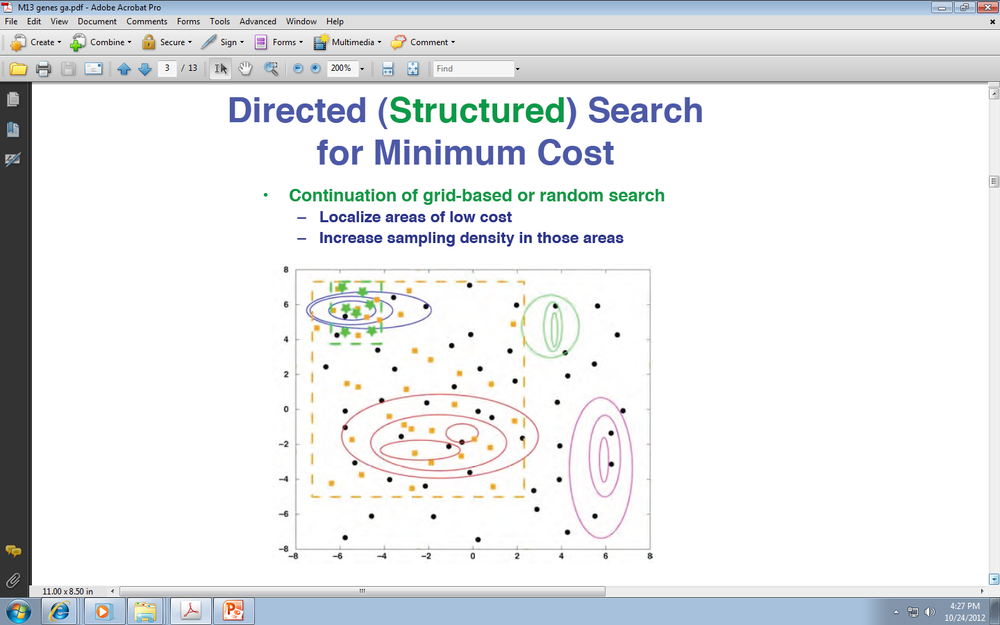 M13 genes ga.pdf - Adobe Acrobat Pro
File Edit View Document Comments Forms Tools Advanced Window Help
Create Combine Secure Sign Forms Multimedia Comment
3 / 13 200% Find
Directed (Structured) Search
for Minimum Cost
• Continuation of grid-based or random search
– Localize areas of low cost
– Increase sampling density in those areas
8
6
4
2
0
−2
−4
−6
−8
−8 −6 −4 −2 0 2 4 6 8
11.00 x 8.50 in
4:27 PM
10/24/2012